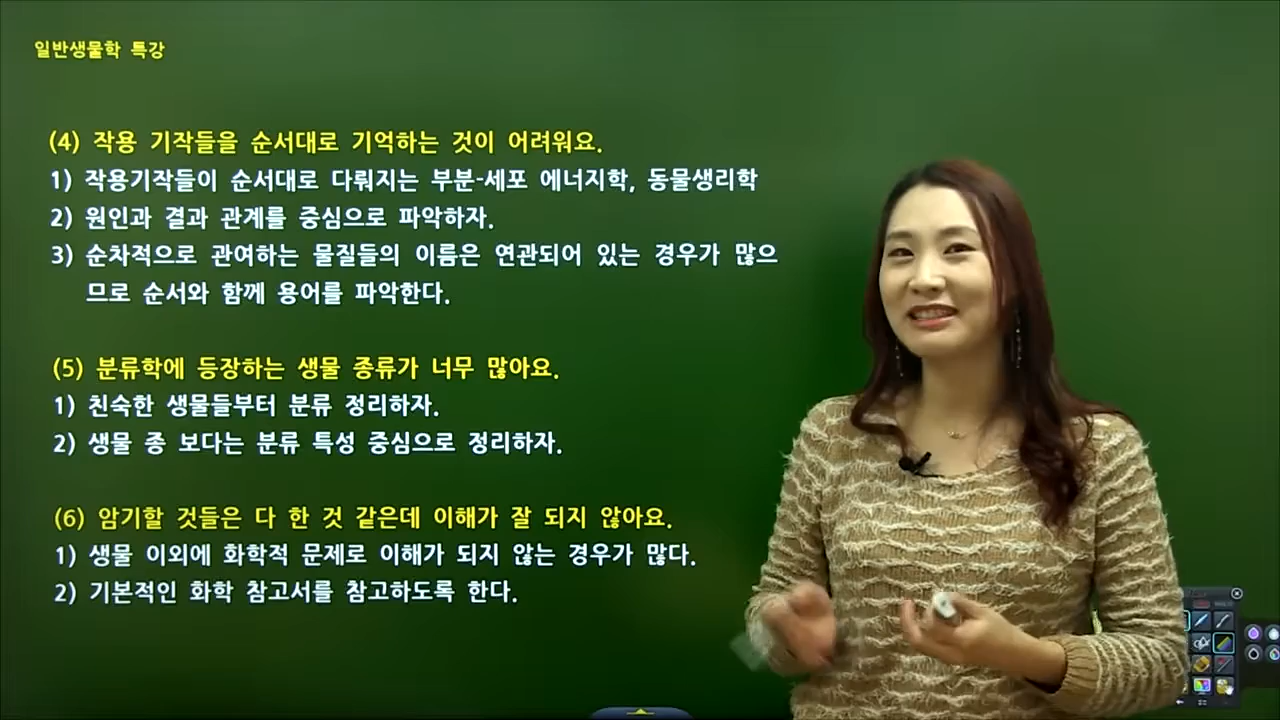 일반생물학 특강
(4) 작용 기작들을 순서대로 기억하는 것이 어려워요.
1) 작용기작들이 순서대로 다뤄지는 부분-세포 에너지학, 동물생리학
2) 원인과 결과 관계를 중심으로 파악하자.
3) 순차적으로 관여하는 물질들의 이름은 연관되어 있는 경우가 많으
므로 순서와 함께 용어를 파악한다.
(5) 분류학에 등장하는 생물 종류가 너무 많아요.
1) 친숙한 생물들부터 분류 정리하자.
2) 생물 종 보다는 분류 특성 중심으로 정리하자.
(6) 암기할 것들은 다 한 것 같은데 이해가 잘 되지 않아요.
1) 생물 이외에 화학적 문제로 이해가 되지 않는 경우가 많다.
2) 기본적인 화학 참고서를 참고하도록 한다.